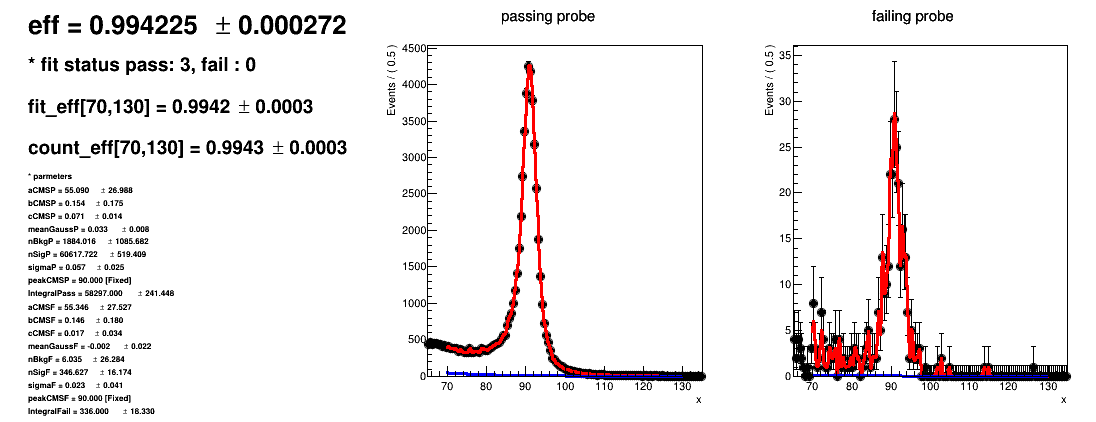 eff = 0.994225 ± 0.000272
* fit status pass: 3, fail : 0
fit_eff[70,130] = 0.9942 ± 0.0003
count_eff[70,130] = 0.9943 ± 0.0003
* parmeters
aCMSP = 55.090 ± 26.988
bCMSP = 0.154 ± 0.175
cCMSP = 0.071 ± 0.014
meanGaussP = 0.033 ± 0.008
nBkgP = 1884.016 ± 1085.682
nSigP = 60617.722 ± 519.409
sigmaP = 0.057 ± 0.025
peakCMSP = 90.000 [Fixed]
IntegralPass = 58297.000 ± 241.448
aCMSF = 55.346 ± 27.527
bCMSF = 0.146 ± 0.180
cCMSF = 0.017 ± 0.034
meanGaussF = -0.002 ± 0.022
nBkgF = 6.035 ± 26.284
nSigF = 346.627 ± 16.174
sigmaF = 0.023 ± 0.041
peakCMSF = 90.000 [Fixed]
IntegralFail = 336.000 ± 18.330
passing probe
Events / ( 0.5 )
4500
4000
3500
3000
2500
2000
1500
1000
500
0
70 80 90 100 110 120 130
x
failing probe
Events / ( 0.5 )
35
30
25
20
15
10
5
0
70 80 90 100 110 120 130
x